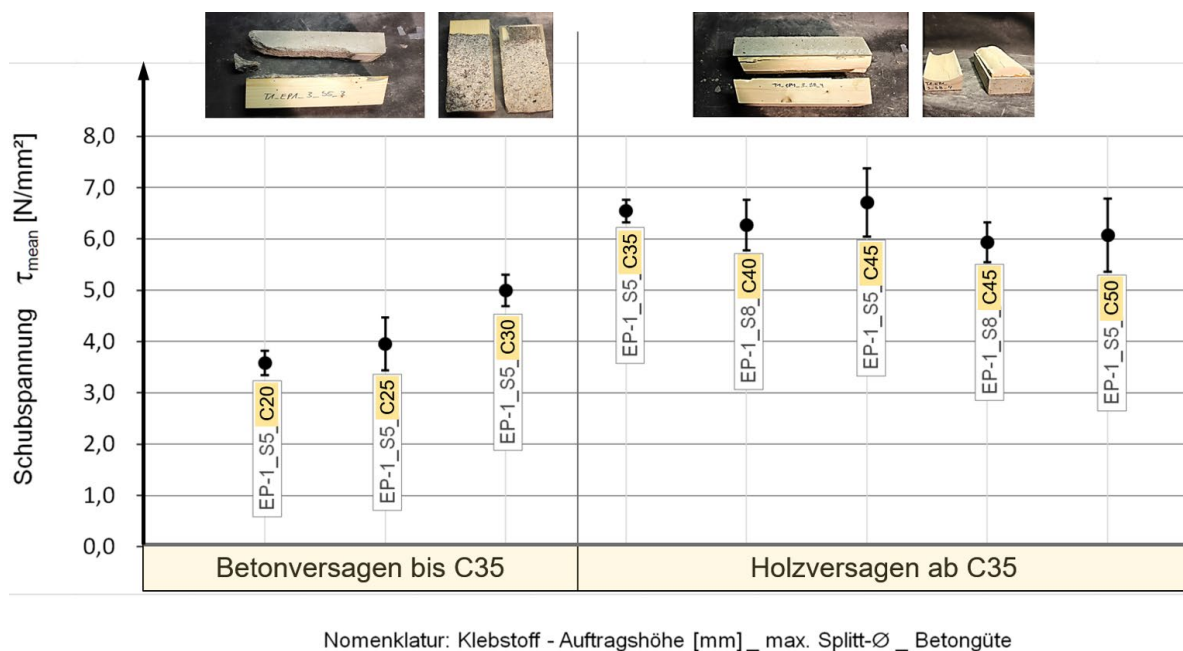 Schubspannung τmean [N/mm²]
8,0
7,0
6,0
5,0
4,0
3,0
2,0
1,0
0,0
EP-1_S5_C20
EP-1_S5_C25
EP-1_S5_C30
EP-1_S5_C35
EP-1_S8_C40
EP-1_S5_C45
EP-1_S8_C45
EP-1_S5_C50
Betonversagen bis C35
Holzversagen ab C35
Nomenklatur: Klebstoff - Auftragshöhe [mm] _ max. Splitt-Ø _ Betongüte